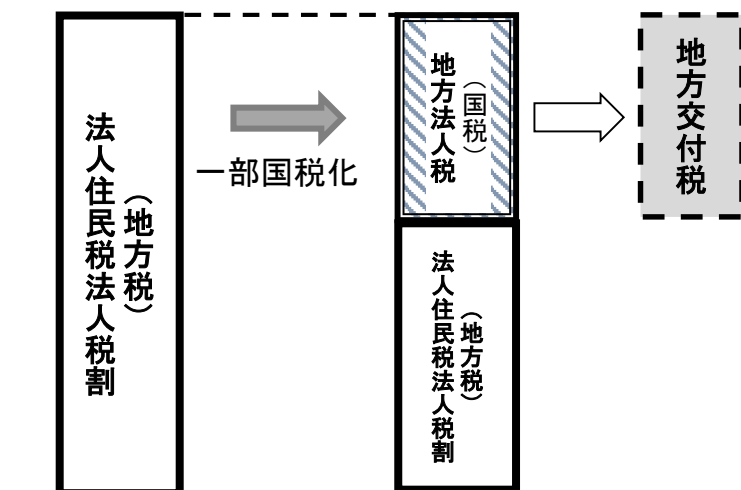 法人住民税法人税割
（地方税）
一部国税化
地方法人税
（国税）
法人住民税法人税割
（地方税）
地方交付税